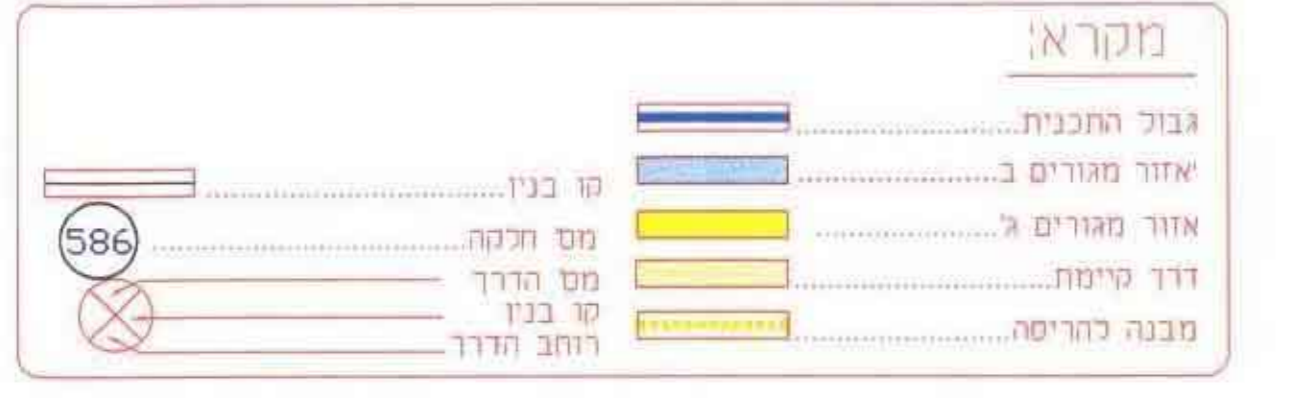 מקרא:
גבול התכנית
אזור מגורים ב'
אזור מגורים ג'
דרך קיימת
מבנה להריסה
קו בנין
מס' חלקה
586
מס' הדרך
קו בנין
רוחב הדרך